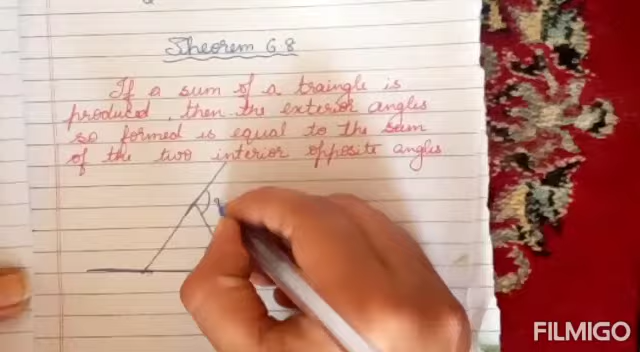 Theorem 6.8
If a sum of a traingle is
produced, then the exterior angles
so formed is equal to the sum
of the two interior opposite angles
FILMIGO